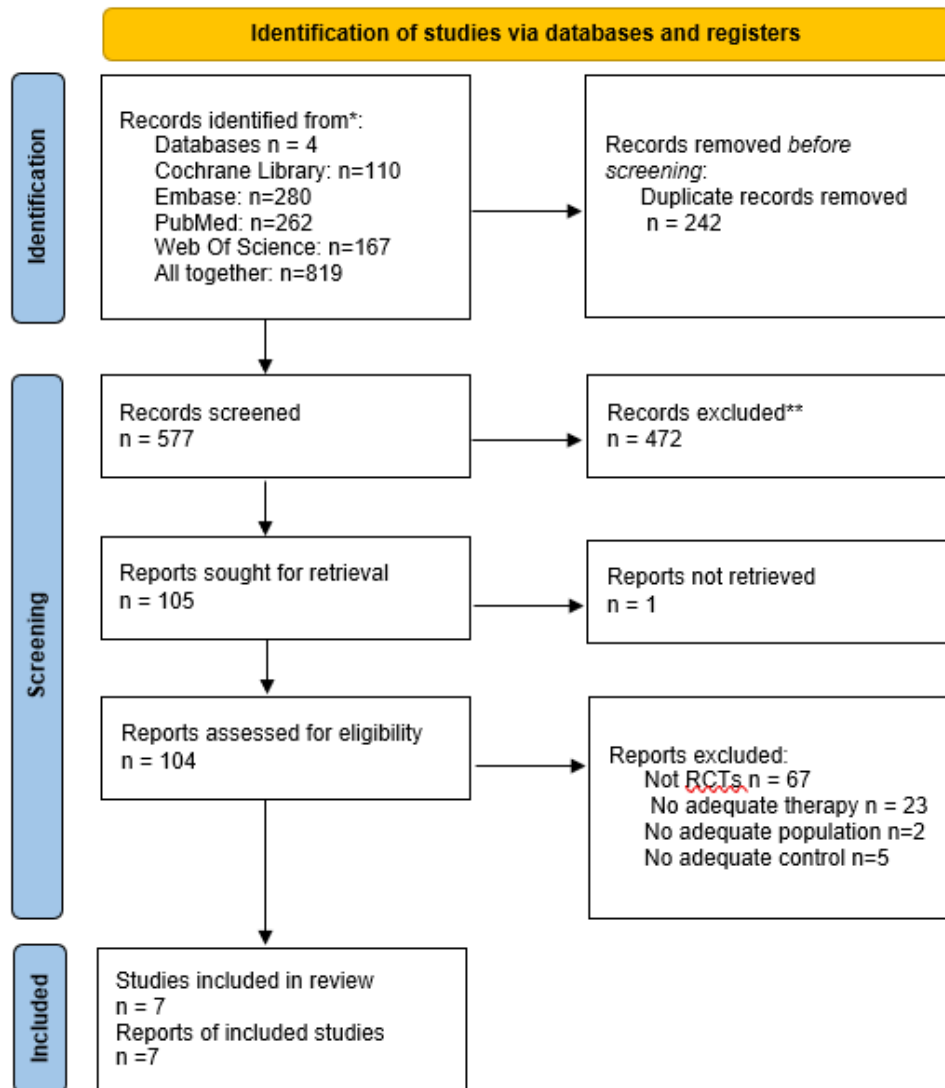 Identification of studies via databases and registers
Identification
Records identified from*:
Databases n = 4
Cochrane Library: n=110
Embase: n=280
PubMed: n=262
Web Of Science: n=167
All together: n=819
Records removed before
screening:
Duplicate records removed
n = 242
Screening
Records screened
n = 577
Records excluded**
n = 472
Reports sought for retrieval
n = 105
Reports not retrieved
n = 1
Reports assessed for eligibility
n = 104
Reports excluded:
Not RCTs n = 67
No adequate therapy n = 23
No adequate population n=2
No adequate control n=5
Included
Studies included in review
n = 7
Reports of included studies
n =7